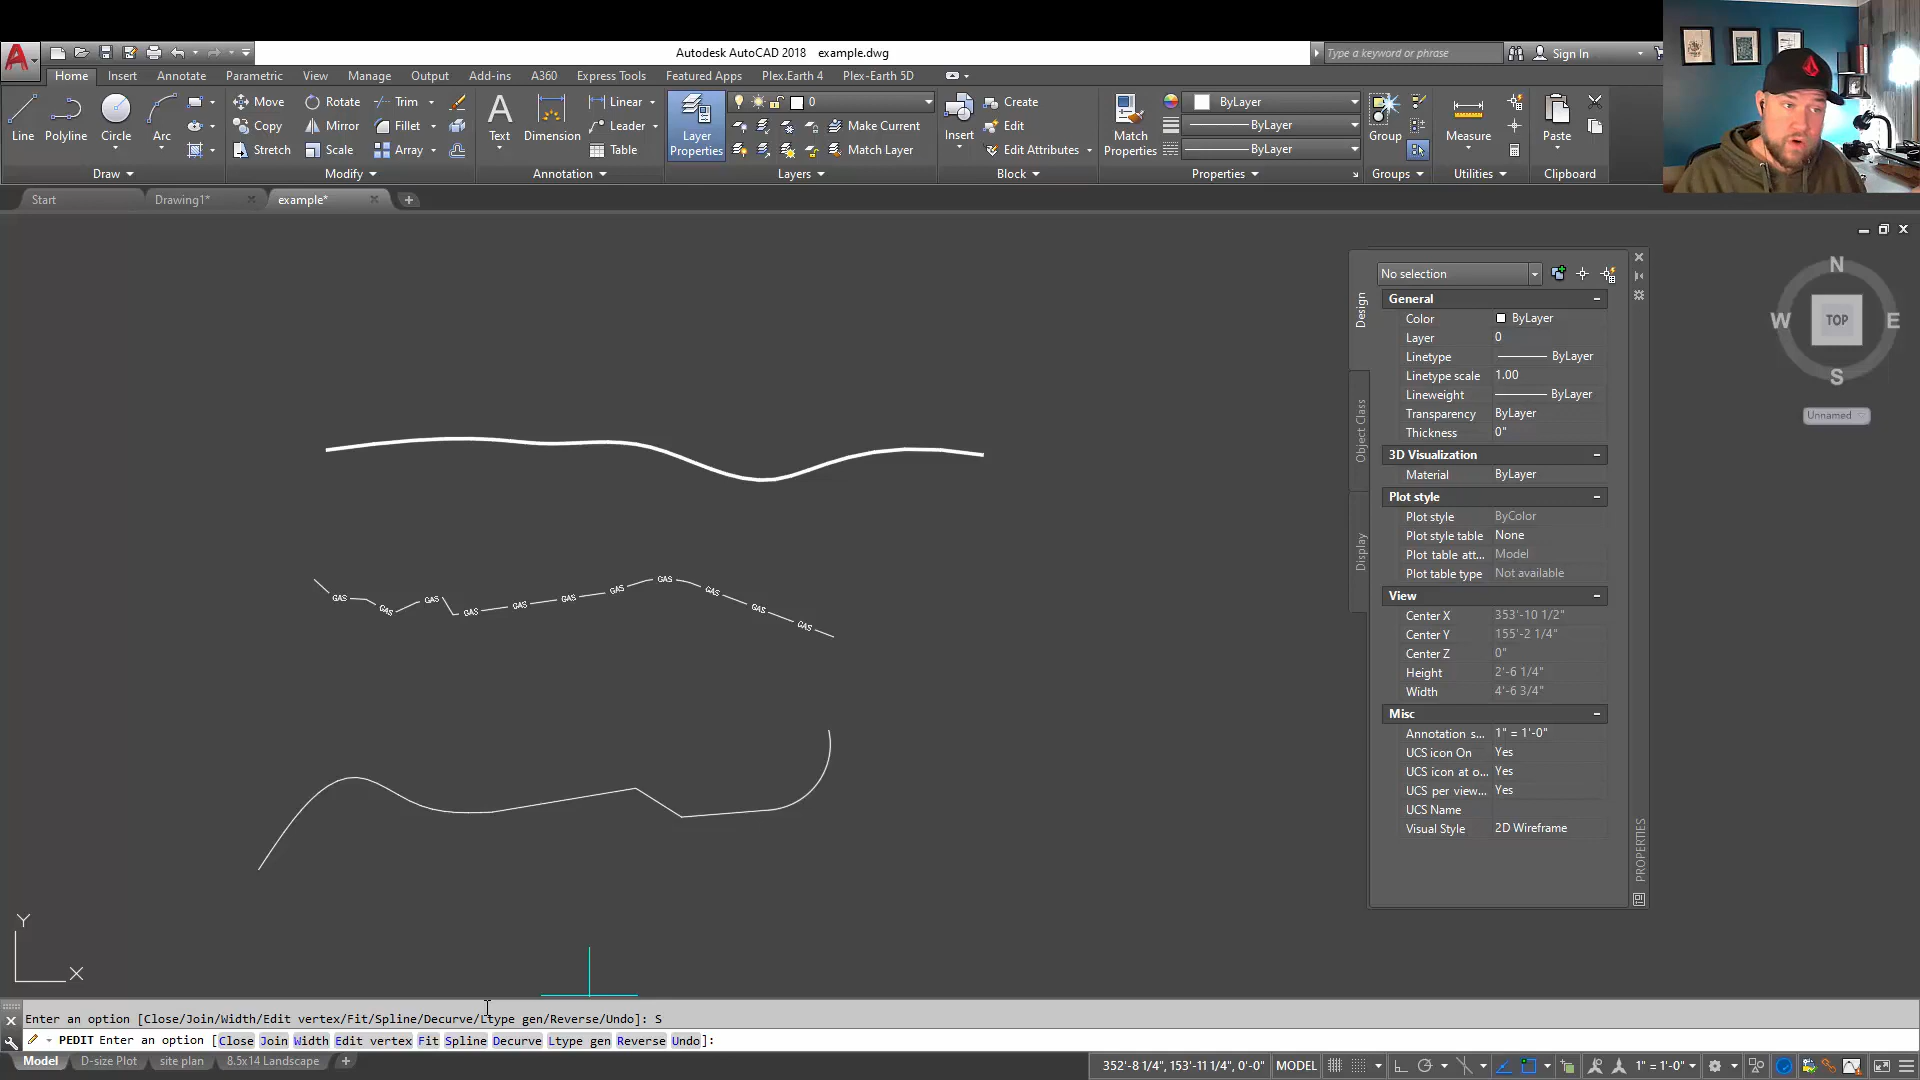 Autodesk AutoCAD 2018 example.dwg
Type a keyword or phrase
Sign In
Home Insert Annotate Parametric View Manage Output Add-ins A360 Express Tools Featured Apps Plex.Earth 4 Plex-Earth 5D
Line Polyline Circle Arc
Move Rotate Trim
Copy Mirror Fillet
Stretch Scale Array
Text Dimension
Linear
Leader
Table
Layer Properties
0
Make Current
Match Layer
Insert
Create
Edit
Edit Attributes
Match Properties
ByLayer
ByLayer
ByLayer
Group
Measure
Paste
Draw Modify Annotation Layers Block Properties Groups Utilities Clipboard
Start Drawing1* example*
N
W TOP E
S
Unnamed
No selection
Design
Object Class
Display
PROPERTIES
General
Color ByLayer
Layer 0
Linetype ByLayer
Linetype scale 1.00
Lineweight ByLayer
Transparency ByLayer
Thickness 0"
3D Visualization
Material ByLayer
Plot style
Plot style ByColor
Plot style table None
Plot table att... Model
Plot table type Not available
View
Center X 353'-10 1/2"
Center Y 155'-2 1/4"
Center Z 0"
Height 2'-6 1/4"
Width 4'-6 3/4"
Misc
Annotation s... 1" = 1'-0"
UCS icon On Yes
UCS icon at o... Yes
UCS per view... Yes
UCS Name
Visual Style 2D Wireframe
GAS GAS GAS GAS GAS GAS GAS GAS GAS GAS GAS
Y
X
Enter an option [Close/Join/Width/Edit vertex/Fit/Spline/Decurve/Ltype gen/Reverse/Undo]: S
PEDIT Enter an option [Close Join Width Edit vertex Fit Spline Decurve Ltype gen Reverse Undo]:
Model D-size Plot site plan 8.5x14 Landscape
352'-8 1/4", 153'-11 1/4", 0'-0" MODEL 1" = 1'-0"